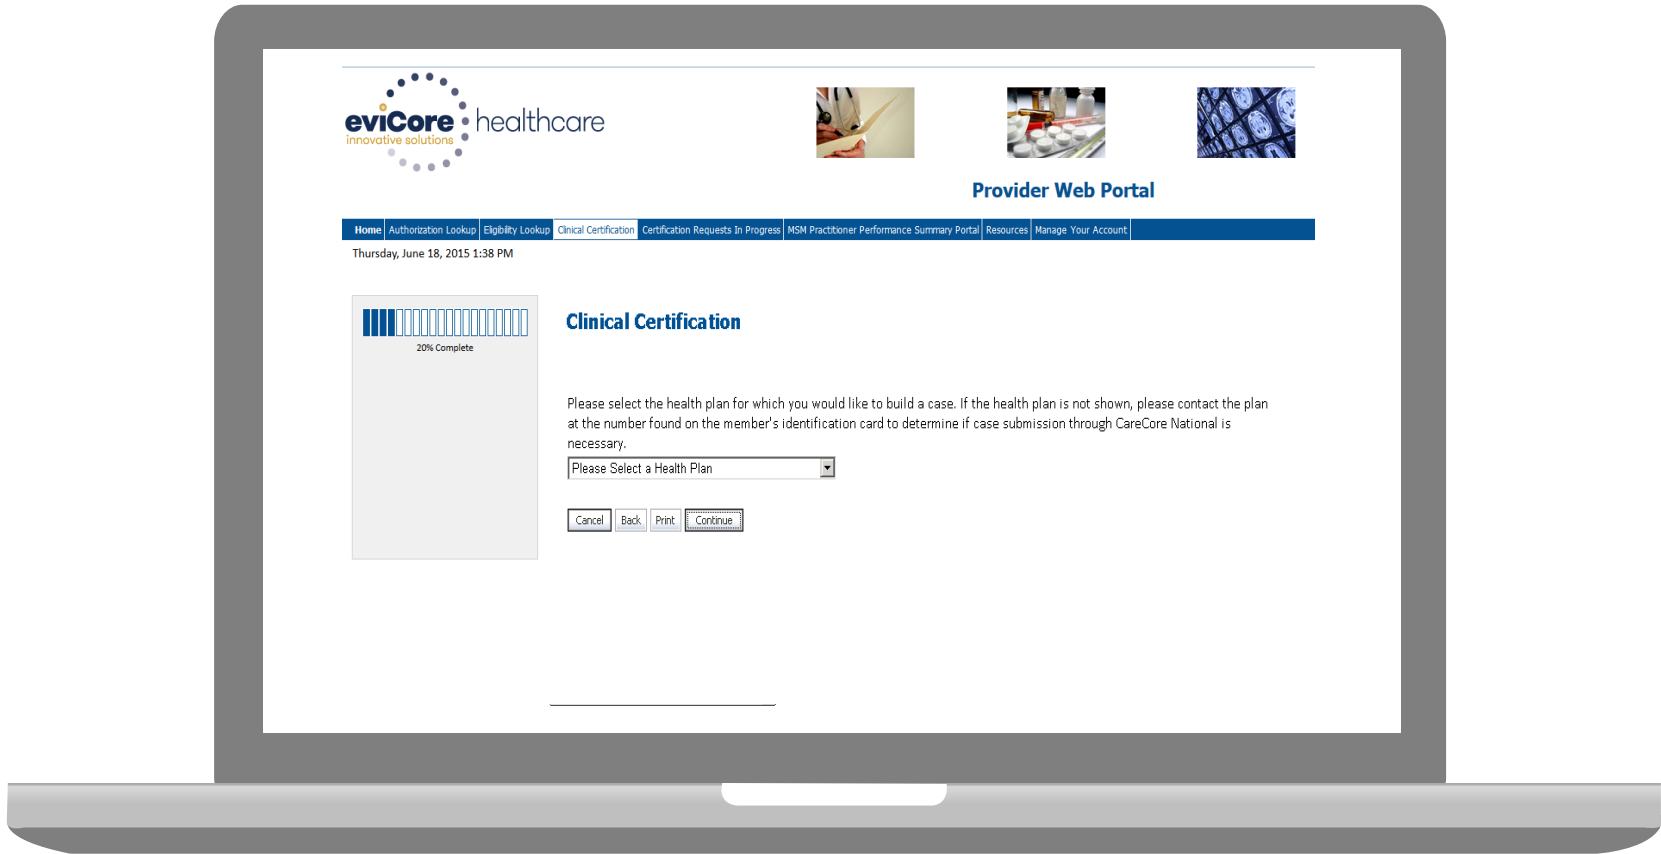 eviCore healthcare
innovative solutions
Provider Web Portal
Home Authorization Lookup Eligibility Lookup Clinical Certification Certification Requests In Progress MSM Practitioner Performance Summary Portal Resources Manage Your Account
Thursday, June 18, 2015 1:38 PM
20% Complete
Clinical Certification
Please select the health plan for which you would like to build a case. If the health plan is not shown, please contact the plan
at the number found on the member's identification card to determine if case submission through CareCore National is
necessary.
Please Select a Health Plan
Cancel Back Print Continue